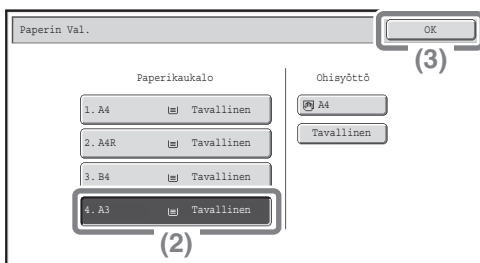 Paperin Val.
OK
(3)
Paperikaukalo
Ohisyöttö
1. A4 Tavallinen
A4
2. A4R Tavallinen
Tavallinen
3. B4 Tavallinen
4. A3 Tavallinen
(2)